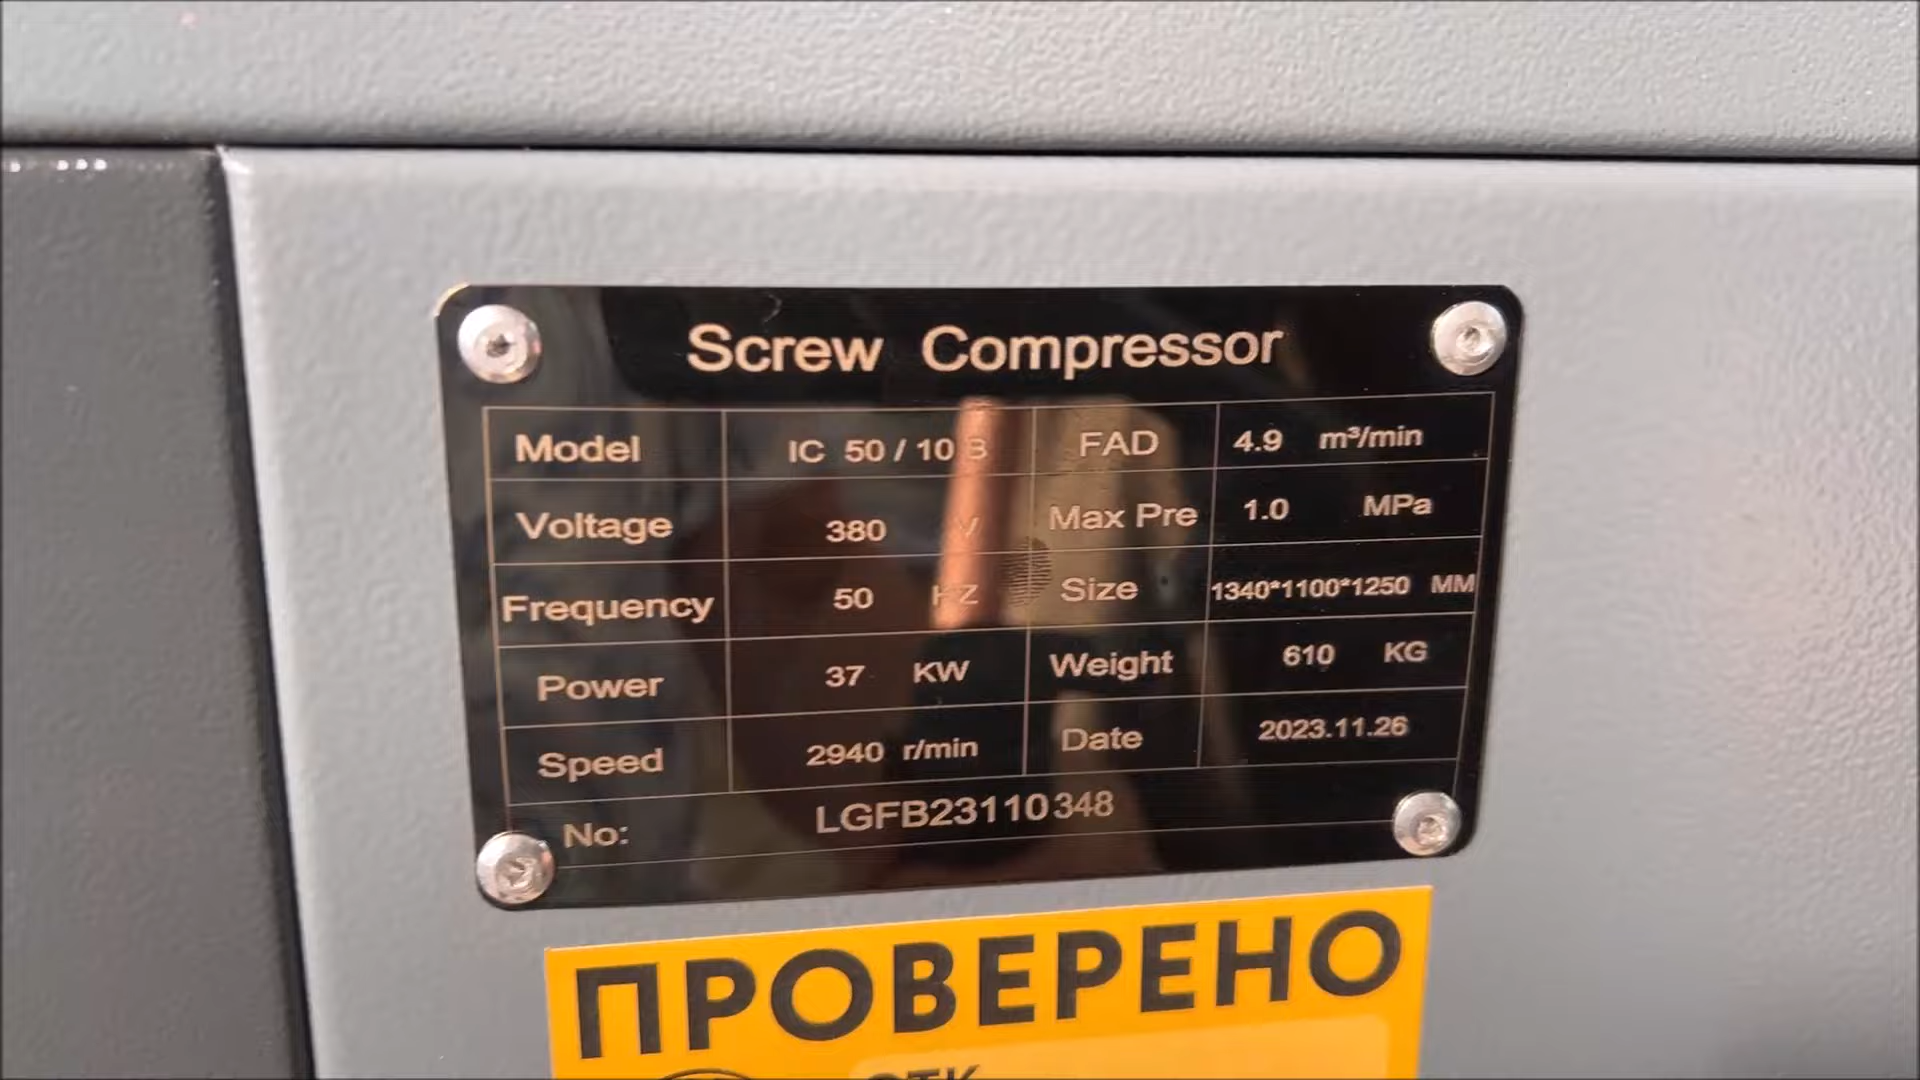 Screw Compressor
Model IC 50 / 10 B FAD 4.9 m³/min
Voltage 380 V Max Pre 1.0 MPa
Frequency 50 HZ Size 1340*1100*1250 MM
Power 37 KW Weight 610 KG
Speed 2940 r/min Date 2023.11.26
No: LGFB23110348
ПРОВЕРЕНО
ОТК